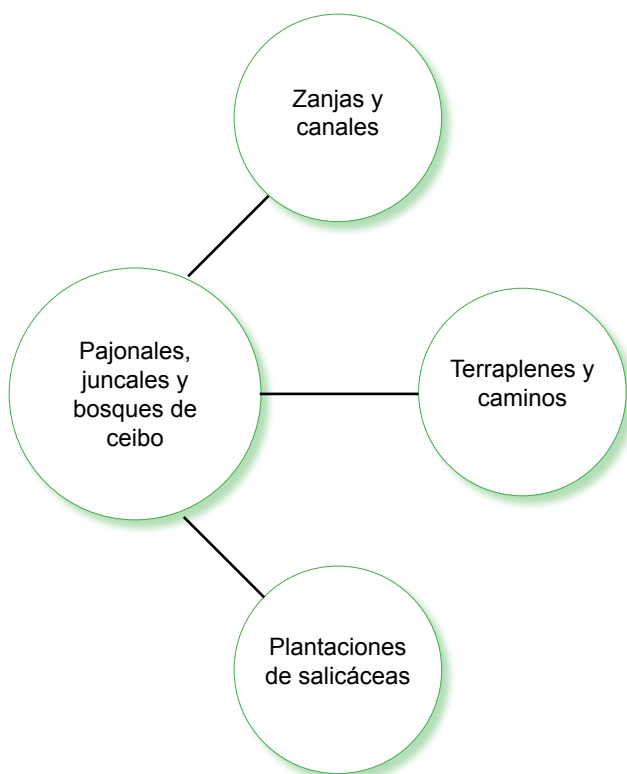 Zanjas y
canales
Pajonales,
juncales y
bosques de
ceibo
Terraplenes y
caminos
Plantaciones
de salicáceas